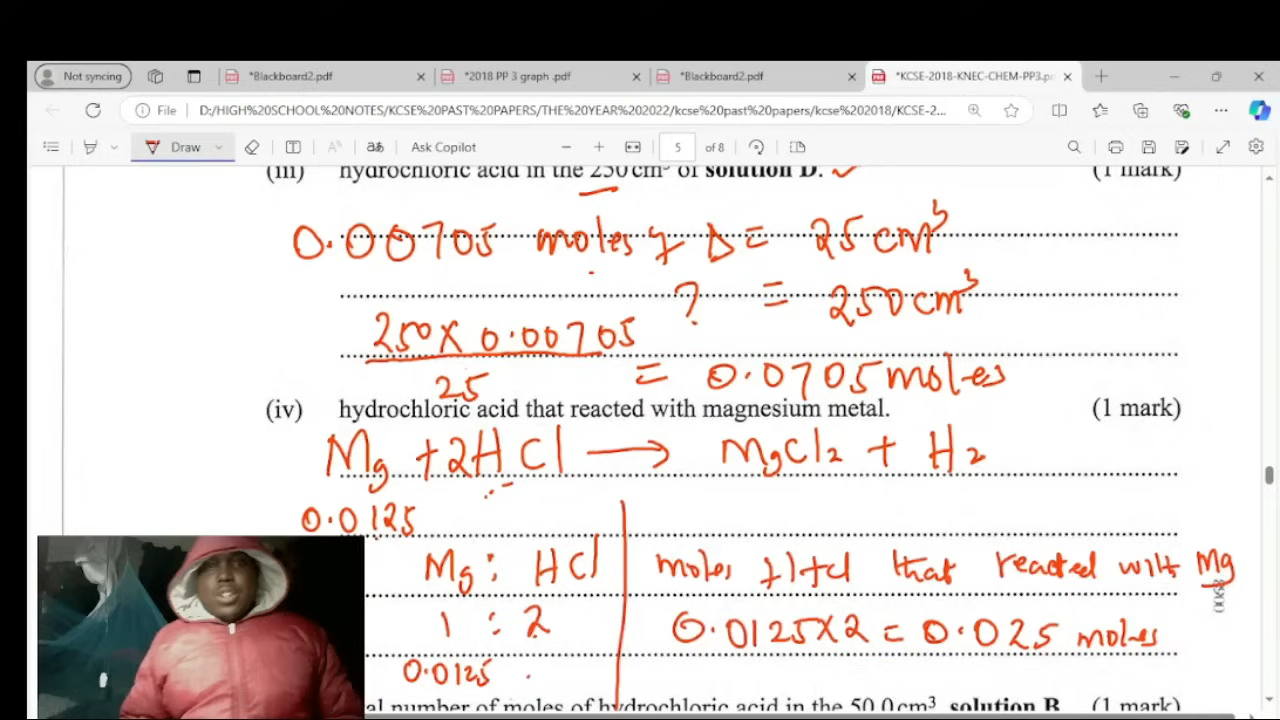 Not syncing
*Blackboard2.pdf
*2018 PP 3 graph .pdf
*Blackboard2.pdf
*KCSE-2018-KNEC-CHEM-PP3.p
File
D:/HIGH%20SCHOOL%20NOTES/KCSE%20PAST%20PAPERS/THE%20YEAR%202022/kcse%20past%20papers/kcse%202018/KCSE-2...
Draw
Ask Copilot
5 of 8
(iii) hydrochloric acid in the 250 cm³ of solution D. (1 mark)
0.00705 moles of D = 25 cm³
? = 250 cm³
250 x 0.00705
25
= 0.0705 moles
(iv) hydrochloric acid that reacted with magnesium metal. (1 mark)
Mg + 2HCl → MgCl₂ + H₂
0.0125
Mg : HCl
1 : 2
0.0125
moles of HCl that reacted with Mg
0.0125 x 2 = 0.025 moles
al number of moles of hydrochloric acid in the 50.0 cm³ solution B (1 mark)